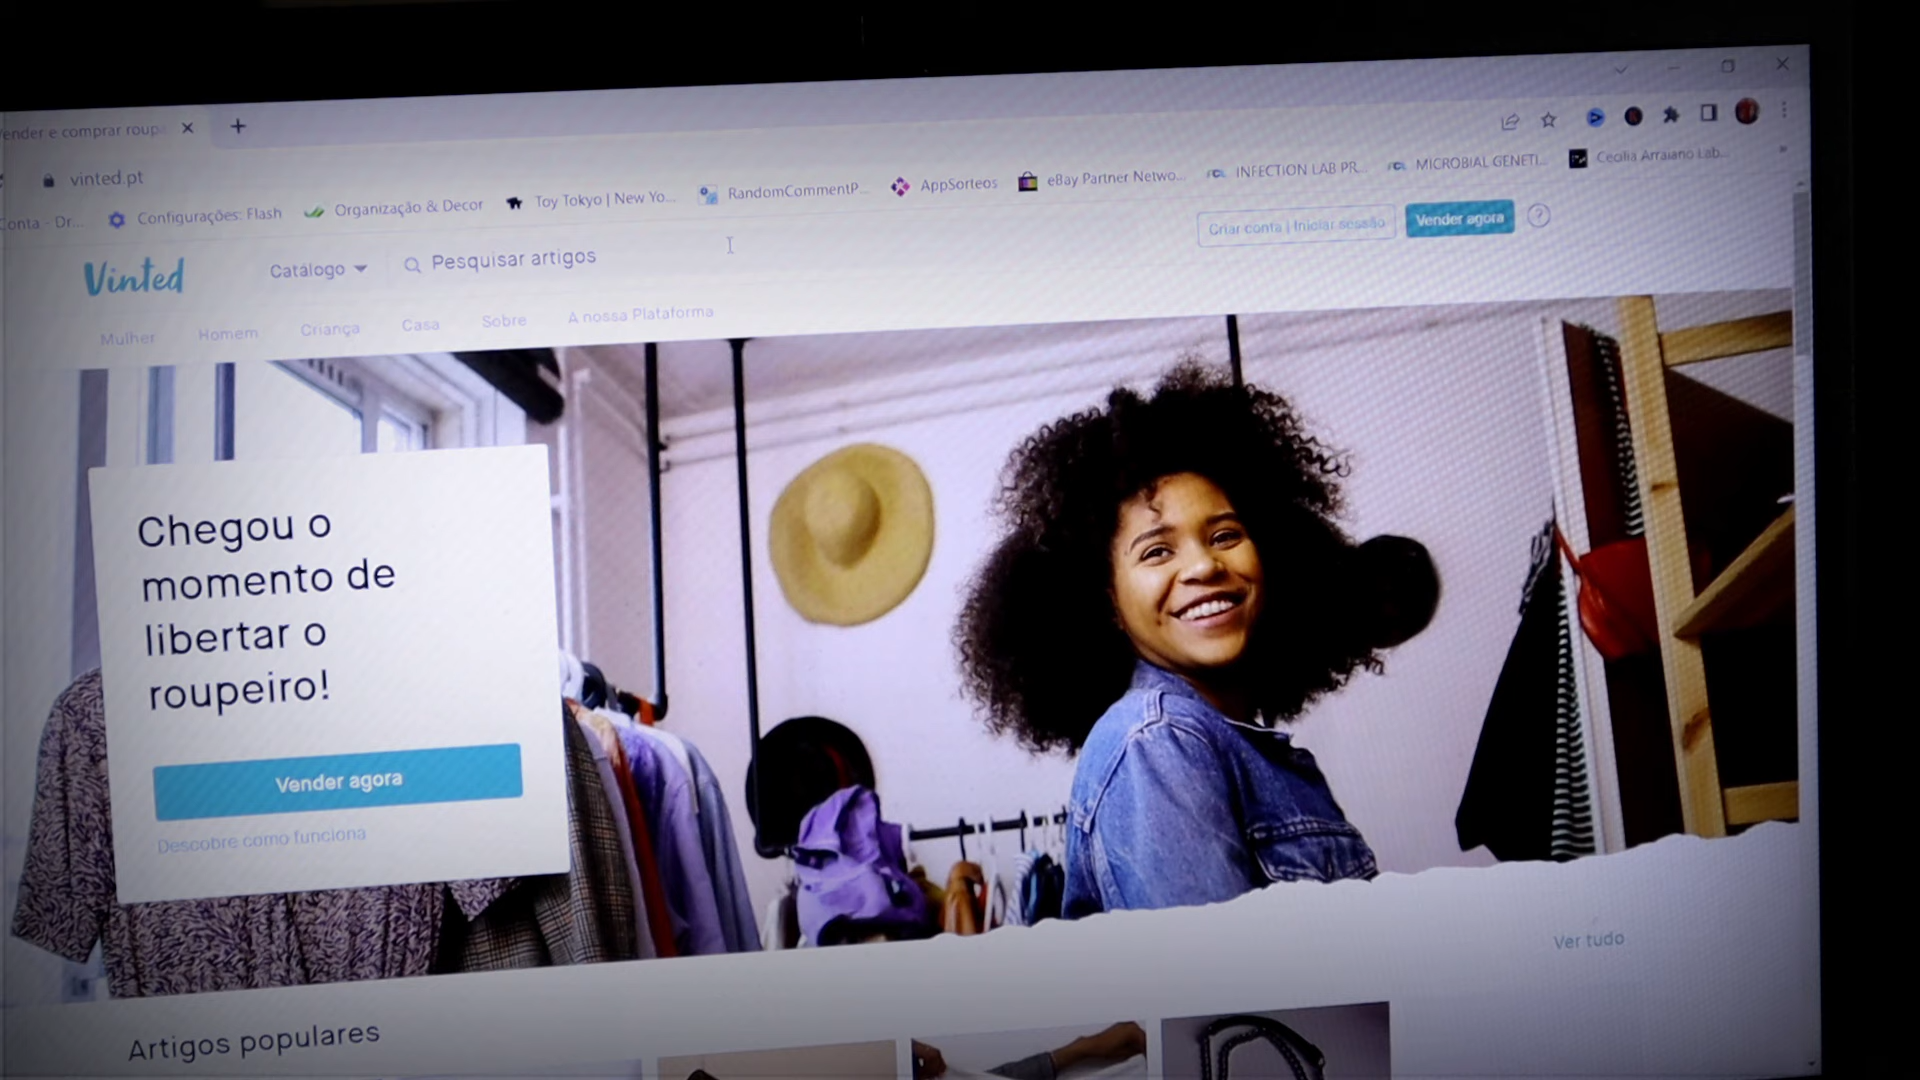 ender e comprar roup
vinted.pt
Conta - Dr...
Configurações: Flash
Organização & Decor
Toy Tokyo | New Yo...
RandomCommentP...
AppSorteos
eBay Partner Netwo...
INFECTION LAB PR...
MICROBIAL GENETI...
Cecilia Arraiano Lab...
Vinted
Catálogo
Pesquisar artigos
Criar conta | Iniciar sessão
Vender agora
?
Mulher
Homem
Criança
Casa
Sobre
A nossa Plataforma
Chegou o
momento de
libertar o
roupeiro!
Vender agora
Descobre como funciona
Ver tudo
Artigos populares